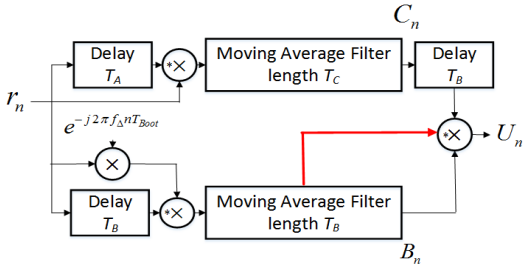 C_n
Delay
T_A
*×
Moving Average Filter
length T_C
Delay
T_B
r_n
e^{-j2πf_Δ nT_Boot}
*×
U_n
×
Delay
T_B
*×
Moving Average Filter
length T_B
B_n